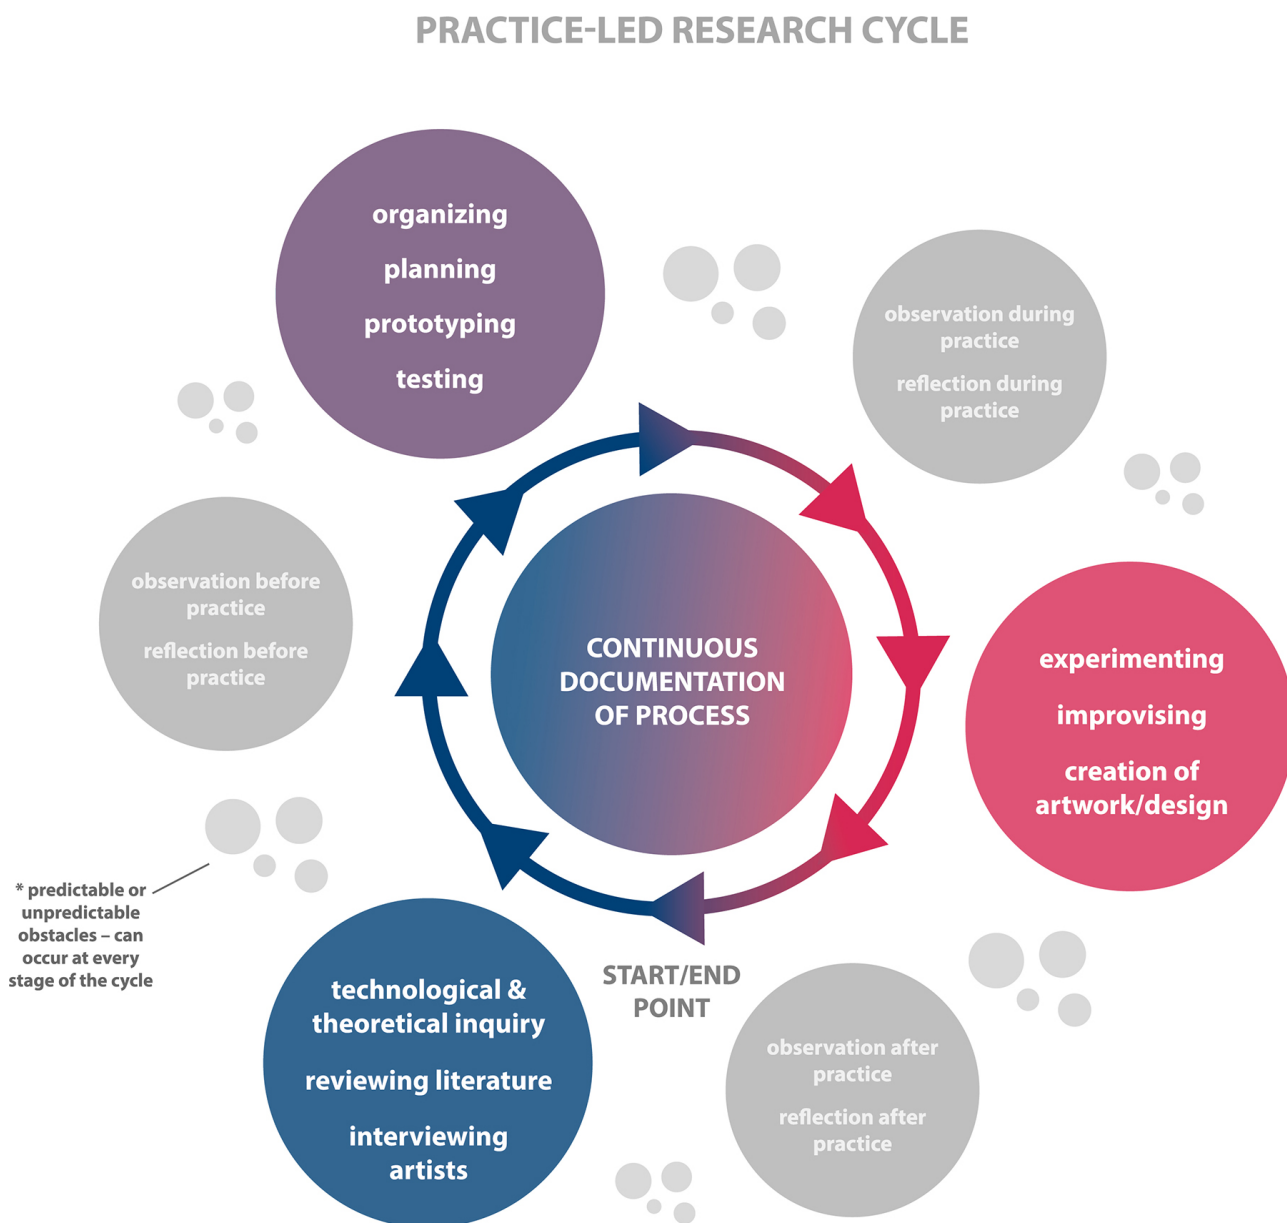 PRACTICE-LED RESEARCH CYCLE
organizing
planning
prototyping
testing
observation during
practice
reflection during
practice
observation before
practice
reflection before
practice
CONTINUOUS
DOCUMENTATION
OF PROCESS
experimenting
improvising
creation of
artwork/design
* predictable or
unpredictable
obstacles – can
occur at every
stage of the cycle
START/END
POINT
technological &
theoretical inquiry
reviewing literature
interviewing
artists
observation after
practice
reflection after
practice